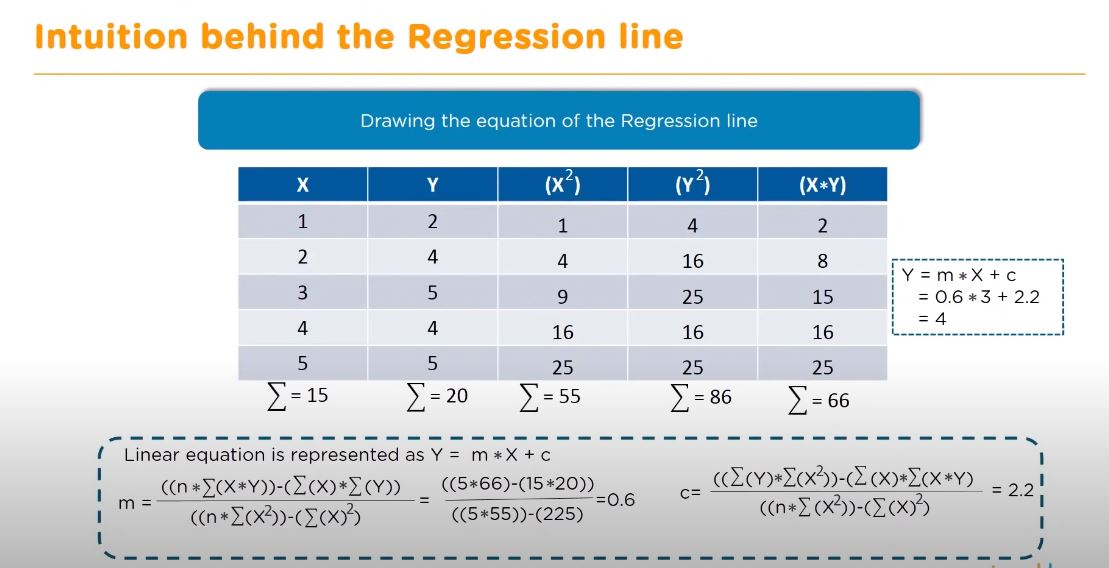 Intuition behind the Regression line
Drawing the equation of the Regression line
X Y (X²) (Y²) (X*Y)
1 2 1 4 2
2 4 4 16 8
3 5 9 25 15
4 4 16 16 16
5 5 25 25 25
∑ = 15 ∑ = 20 ∑ = 55 ∑ = 86 ∑ = 66
Y = m * X + c
= 0.6 * 3 + 2.2
= 4
Linear equation is represented as Y = m * X + c
m = ((n*∑(X*Y))-(∑(X)*∑(Y)) / ((n*∑(X²))-(∑(X)²) = ((5*66)-(15*20)) / ((5*55))-(225) =0.6
c= ((∑(Y)*∑(X²))-(∑(X)*∑(X*Y) / ((n*∑(X²))-(∑(X)²) = 2.2